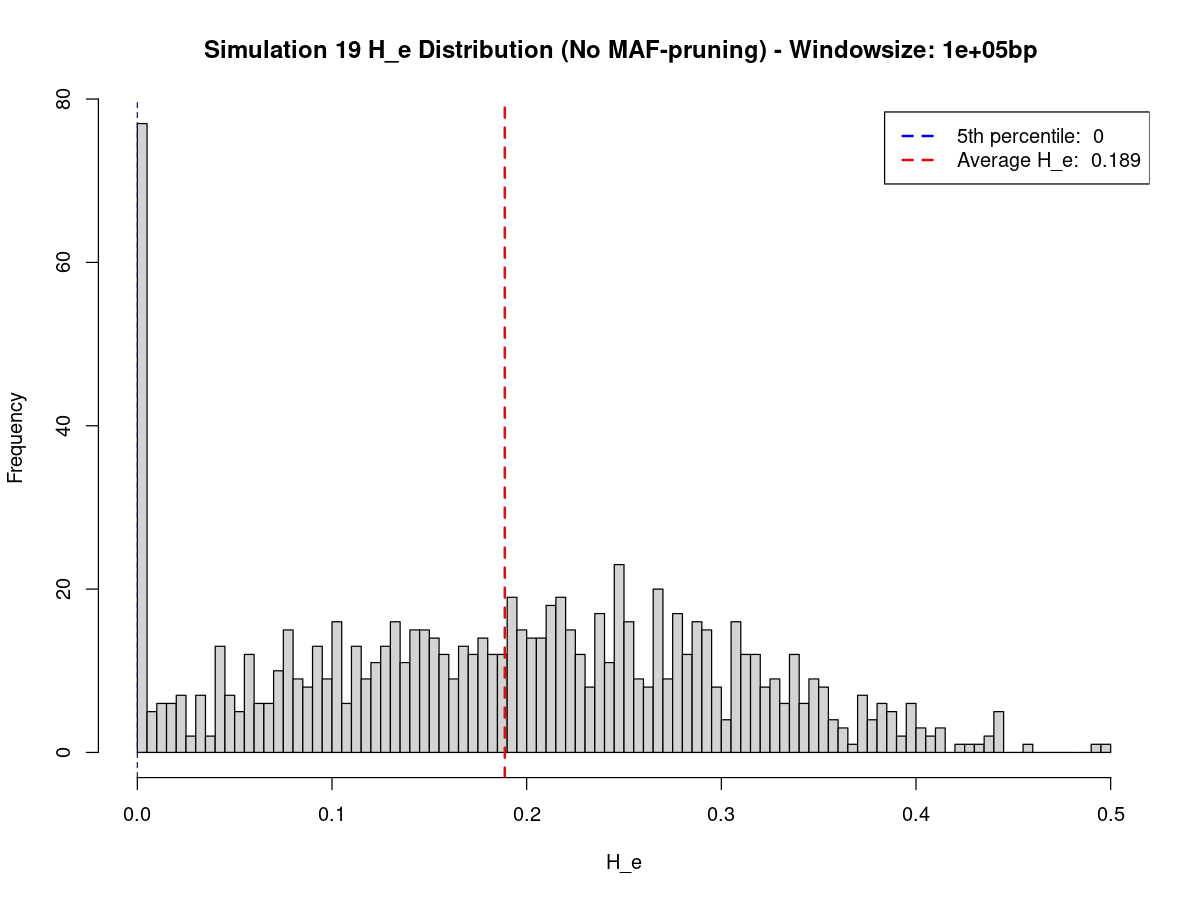 Simulation 19 H_e Distribution (No MAF-pruning) - Windowsize: 1e+05bp
5th percentile:  0
Average H_e:  0.189
Frequency
80
60
40
20
0
0.0 0.1 0.2 0.3 0.4 0.5
H_e